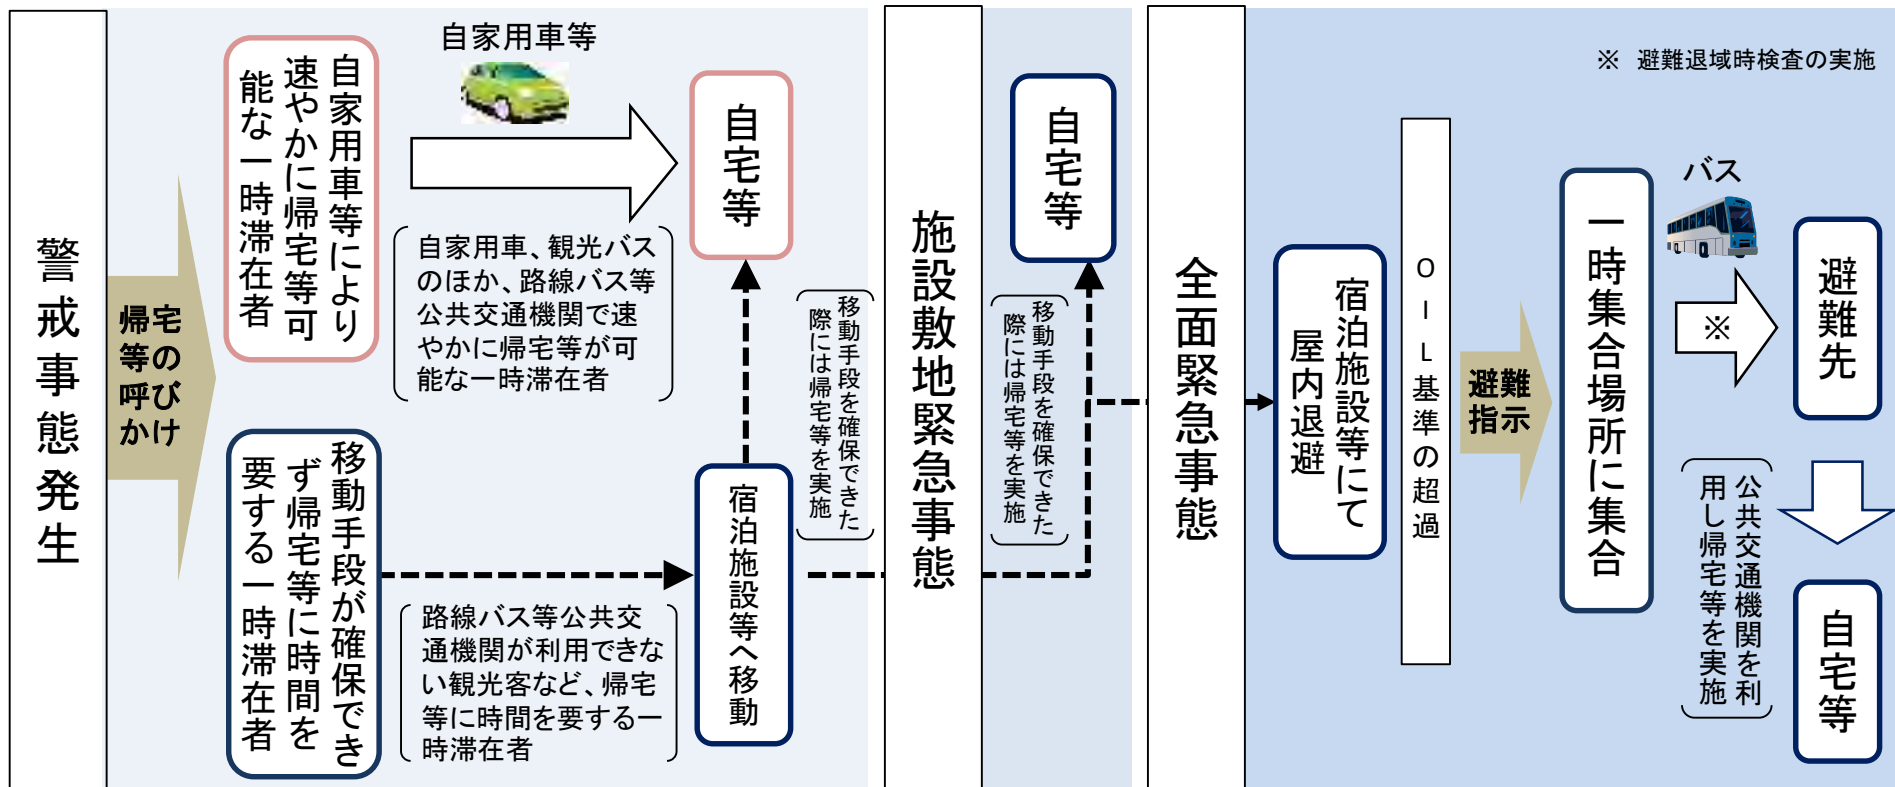 警戒事態発生
帰宅
等の
呼び
かけ
自家用車等により
速やかに帰宅等可
能な一時滞在者
自家用車等
自家用車、観光バス
のほか、路線バス等
公共交通機関で速
やかに帰宅等が可
能な一時滞在者
自宅等
移動手段が確保でき
ず帰宅等に時間を
要する一時滞在者
路線バス等公共交
通機関が利用できな
い観光客など、帰宅
等に時間を要する一
時滞在者
宿泊施設等へ移動
移動手段を確保できた
際には帰宅等を実施
施設敷地緊急事態
自宅等
移動手段を確保できた
際には帰宅等を実施
全面緊急事態
宿泊施設等にて
屋内退避
OIL基準の超過
避難
指示
一時集合場所に集合
※ 避難退域時検査の実施
バス
※
避難先
公共交通機関を利
用し帰宅等を実施
自宅等